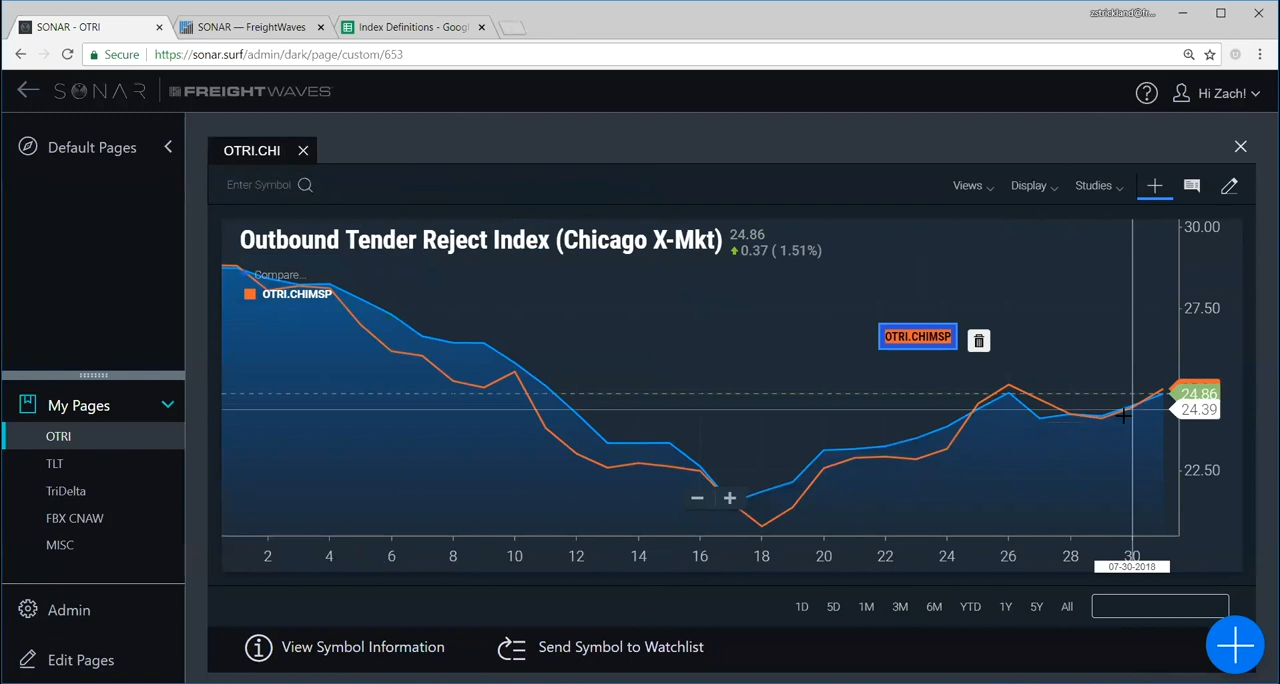 zstrickland@fr...
SONAR - OTRI
SONAR — FreightWaves
Index Definitions - Goog
Secure
https://sonar.surf/admin/dark/page/custom/653
SONAR
FREIGHTWAVES
Hi Zach!
Default Pages
OTRI.CHI
Enter Symbol
Views
Display
Studies
Outbound Tender Reject Index (Chicago X-Mkt)
24.86
0.37 ( 1.51%)
Compare...
OTRI.CHIMSP
OTRI.CHIMSP
30.00
27.50
24.86
24.39
22.50
2 4 6 8 10 12 14 16 18 20 22 24 26 28 30
07-30-2018
My Pages
OTRI
TLT
TriDelta
FBX CNAW
MISC
1D 5D 1M 3M 6M YTD 1Y 5Y All
Admin
Edit Pages
View Symbol Information
Send Symbol to Watchlist